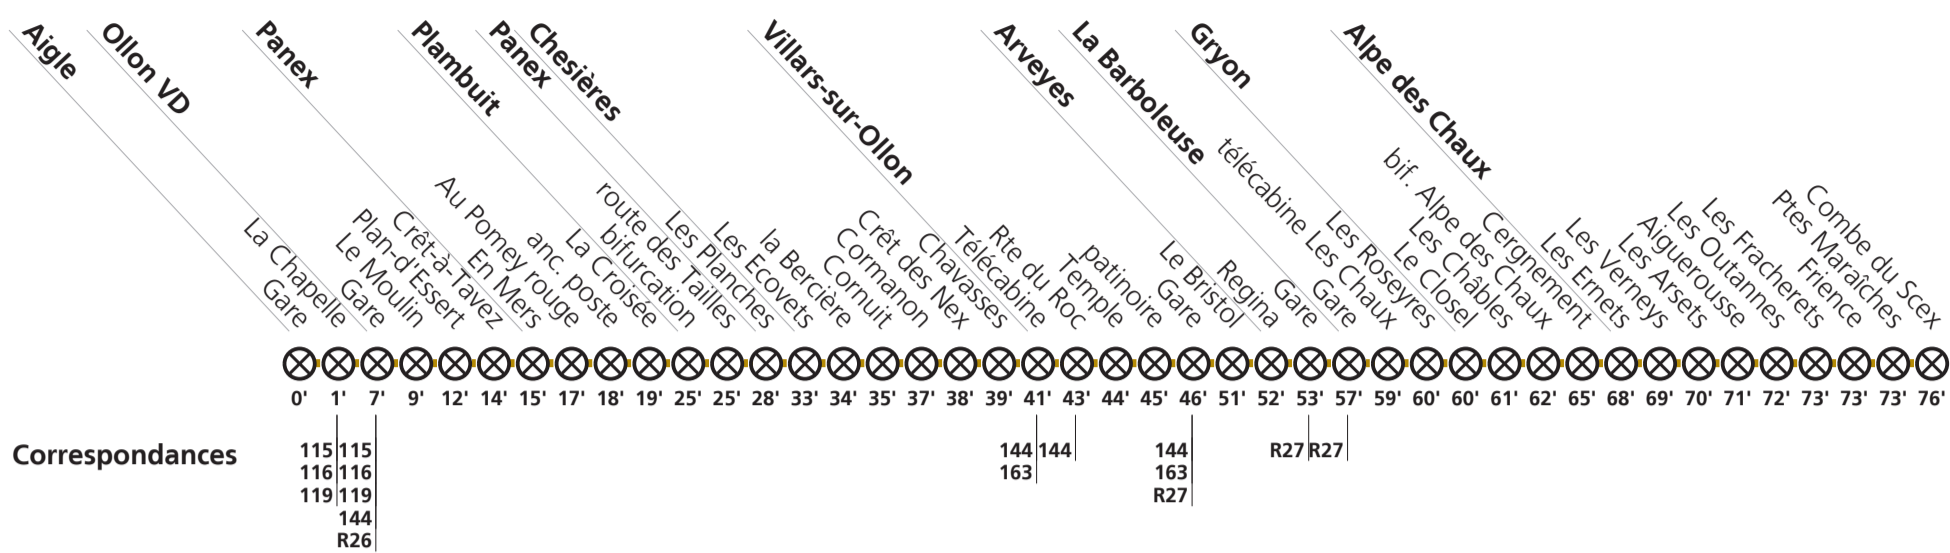 Aigle
Ollon VD
Panex
Plambuit
Panex
Chesières
Villars-sur-Ollon
Arveyes
La Barboleuse
Gryon
Alpe des Chaux
Gare
La Chapelle
Gare
Le Moulin
Plan-d'Essert
Crêt-à-Tavez
En Mers
Au Pomey rouge
anc. poste
La Croisée
bifurcation
route des Tailles
Les Planches
Les Ecovets
la Bercière
Cornuit
Cormanon
Crêt des Nex
Chavasses
Télécabine
Rte du Roc
Temple
patinoire
Gare
Le Bristol
Regina
Gare
Gare
télécabine Les Chaux
Les Roseyres
Le Closel
Les Châbles
bif. Alpe des Chaux
Cergnement
Les Ernets
Les Verneys
Les Arsets
Aiguerousse
Les Outannes
Les Fracherets
Frience
Ptes Maraîches
Combe du Scex
0' 1' 7' 9' 12' 14' 15' 17' 18' 19' 25' 25' 28' 33' 34' 35' 37' 38' 39' 41' 43' 44' 45' 46' 51' 52' 53' 57' 59' 60' 60' 61' 62' 65' 68' 69' 70' 71' 72' 73' 73' 73' 76'
Correspondances
115 115 144 144 144 R27 R27
116 116 163 163
119 119 R27
144
R26